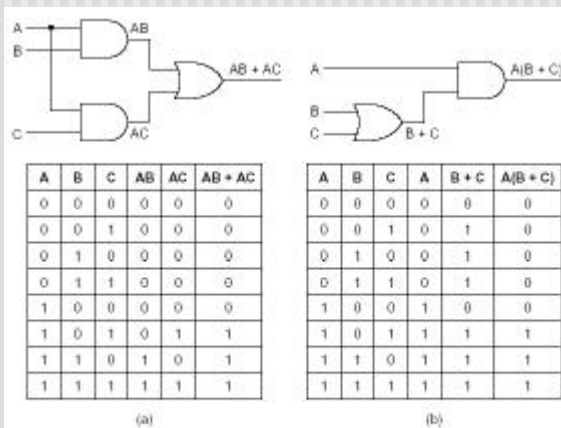 A
B
C
AB
AC
AB + AC
A B C AB AC AB + AC
0 0 0 0 0 0
0 0 1 0 0 0
0 1 0 0 0 0
0 1 1 0 0 0
1 0 0 0 0 0
1 0 1 0 1 1
1 1 0 1 0 1
1 1 1 1 1 1
(a)
A
B
C
B + C
A(B + C)
A B C A B + C A(B + C)
0 0 0 0 0 0
0 0 1 0 1 0
0 1 0 0 1 0
0 1 1 0 1 0
1 0 0 1 0 0
1 0 1 1 1 1
1 1 0 1 1 1
1 1 1 1 1 1
(b)